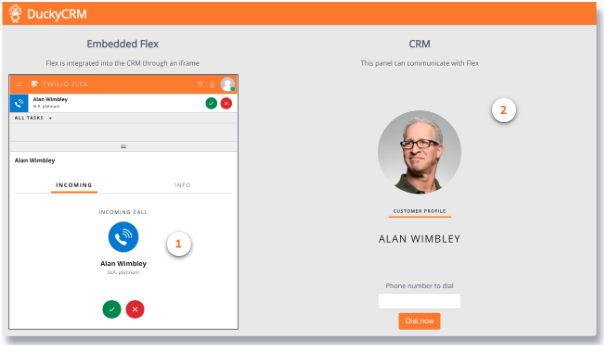 DuckyCRM
Embedded Flex
Flex is integrated into the CRM through an iframe
TWILIO FLEX
Alan Wimbley
SLA: platinum
ALL TASKS
Alan Wimbley
INCOMING
INFO
INCOMING CALL
1
Alan Wimbley
SLA: platinum
CRM
This panel can communicate with Flex
2
CUSTOMER PROFILE
ALAN WIMBLEY
Phone number to dial
Dial now